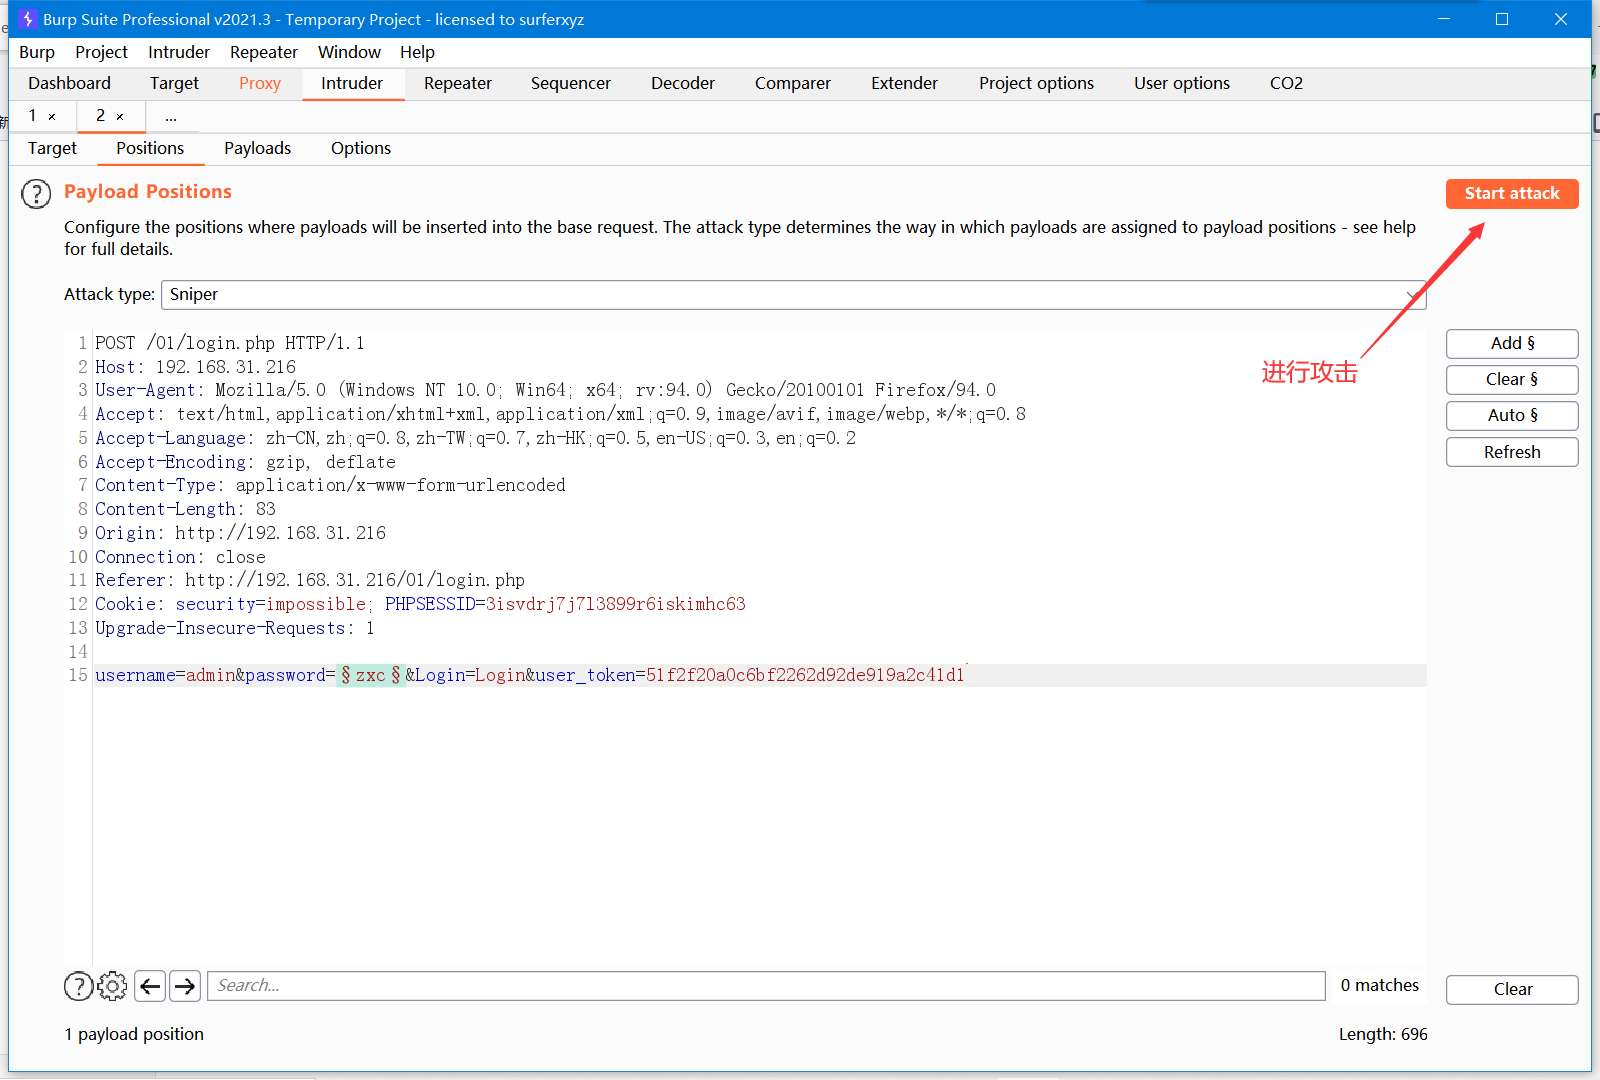 Burp Suite Professional v2021.3 - Temporary Project - licensed to surferxyz
Burp Project Intruder Repeater Window Help
Dashboard Target Proxy Intruder Repeater Sequencer Decoder Comparer Extender Project options User options CO2
1 × 2 × ...
Target Positions Payloads Options
? Payload Positions
Start attack
Configure the positions where payloads will be inserted into the base request. The attack type determines the way in which payloads are assigned to payload positions - see help
for full details.
Attack type: Sniper
1 POST /01/login.php HTTP/1.1
2 Host: 192.168.31.216
3 User-Agent: Mozilla/5.0 (Windows NT 10.0; Win64; x64; rv:94.0) Gecko/20100101 Firefox/94.0
4 Accept: text/html,application/xhtml+xml,application/xml;q=0.9,image/avif,image/webp,*/*;q=0.8
5 Accept-Language: zh-CN,zh;q=0.8,zh-TW;q=0.7,zh-HK;q=0.5,en-US;q=0.3,en;q=0.2
6 Accept-Encoding: gzip, deflate
7 Content-Type: application/x-www-form-urlencoded
8 Content-Length: 83
9 Origin: http://192.168.31.216
10 Connection: close
11 Referer: http://192.168.31.216/01/login.php
12 Cookie: security=impossible; PHPSESSID=3isvdrj7j7l3899r6iskimhc63
13 Upgrade-Insecure-Requests: 1
14
15 username=admin&password=§zxc§&Login=Login&user_token=51f2f20a0c6bf2262d92de919a2c41d1
进行攻击
Add §
Clear §
Auto §
Refresh
? Search...
0 matches
Clear
1 payload position
Length: 696